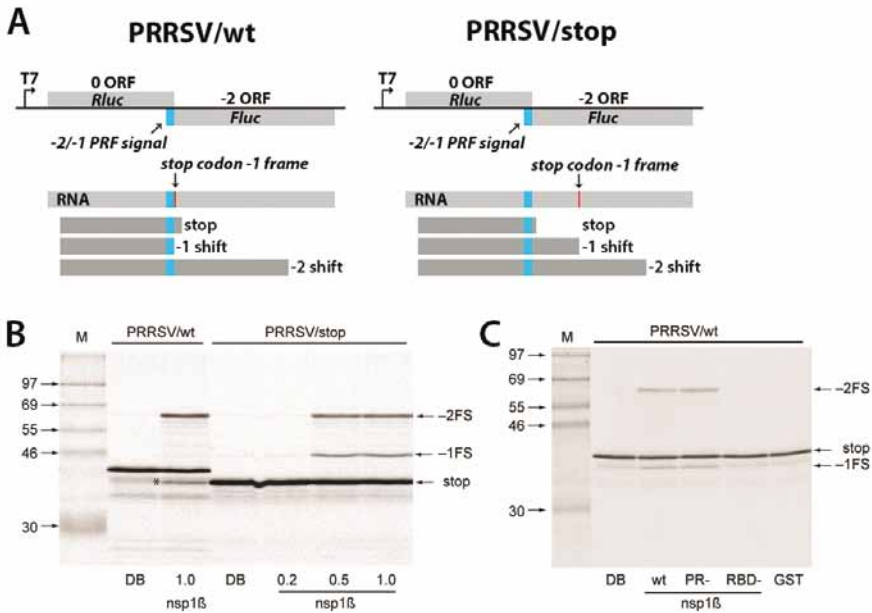 A
PRRSV/wt
PRRSV/stop
T7
0 ORF
Rluc
-2 ORF
Fluc
-2/-1 PRF signal
stop codon -1 frame
RNA
stop
-1 shift
-2 shift
T7
0 ORF
Rluc
-2 ORF
Fluc
-2/-1 PRF signal
stop codon -1 frame
RNA
stop
-1 shift
-2 shift
B
M
PRRSV/wt
PRRSV/stop
97
69
55
46
30
*
–2FS
–1FS
stop
DB 1.0 DB 0.2 0.5 1.0
nsp1ß nsp1ß
C
M
PRRSV/wt
97
69
55
46
30
–2FS
stop
–1FS
DB wt PR- RBD- GST
nsp1ß